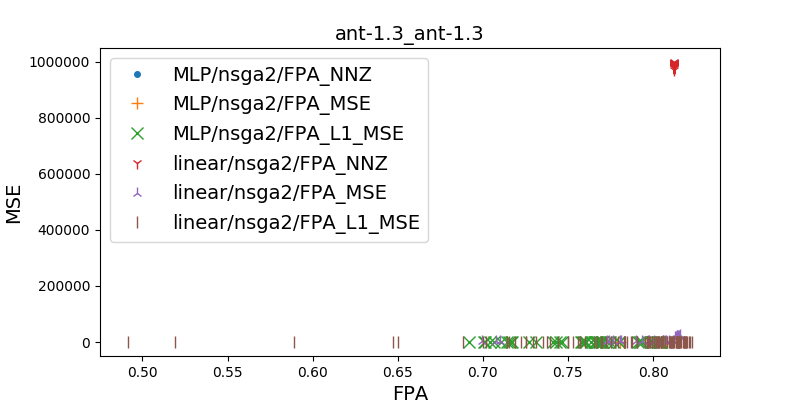 ant-1.3_ant-1.3
1000000
800000
600000
400000
200000
0
MSE
MLP/nsga2/FPA_NNZ
MLP/nsga2/FPA_MSE
MLP/nsga2/FPA_L1_MSE
linear/nsga2/FPA_NNZ
linear/nsga2/FPA_MSE
linear/nsga2/FPA_L1_MSE
0.50 0.55 0.60 0.65 0.70 0.75 0.80
FPA